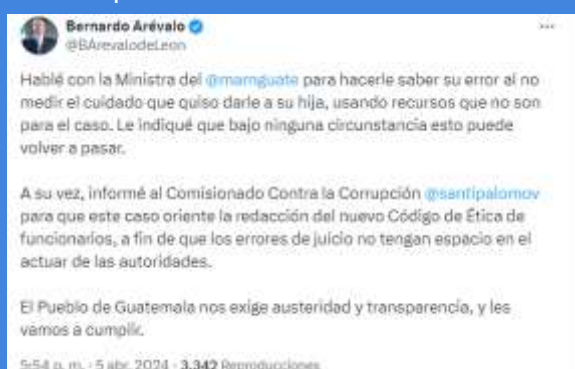 Bernardo Arévalo
@BArevalodeLeon
Hablé con la Ministra del @marnguate para hacerle saber su error al no
medir el cuidado que quiso darle a su hija, usando recursos que no son
para el caso. Le indiqué que bajo ninguna circunstancia esto puede
volver a pasar.
A su vez, informé al Comisionado Contra la Corrupción @santipalomov
para que este caso oriente la redacción del nuevo Código de Ética de
funcionarios, a fin de que los errores de juicio no tengan espacio en el
actuar de las autoridades.
El Pueblo de Guatemala nos exige austeridad y transparencia, y les
vamos a cumplir.
5:54 p. m. · 5 abr. 2024 · 3,342 Reproducciones